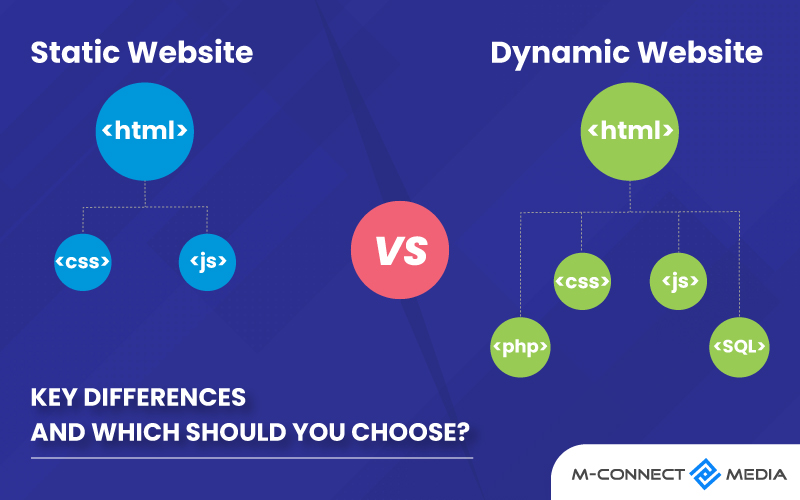 Static Website
<html>
<css>
<js>
VS
Dynamic Website
<html>
<css>
<js>
<php>
<SQL>
KEY DIFFERENCES
AND WHICH SHOULD YOU CHOOSE?
M-CONNECT MEDIA